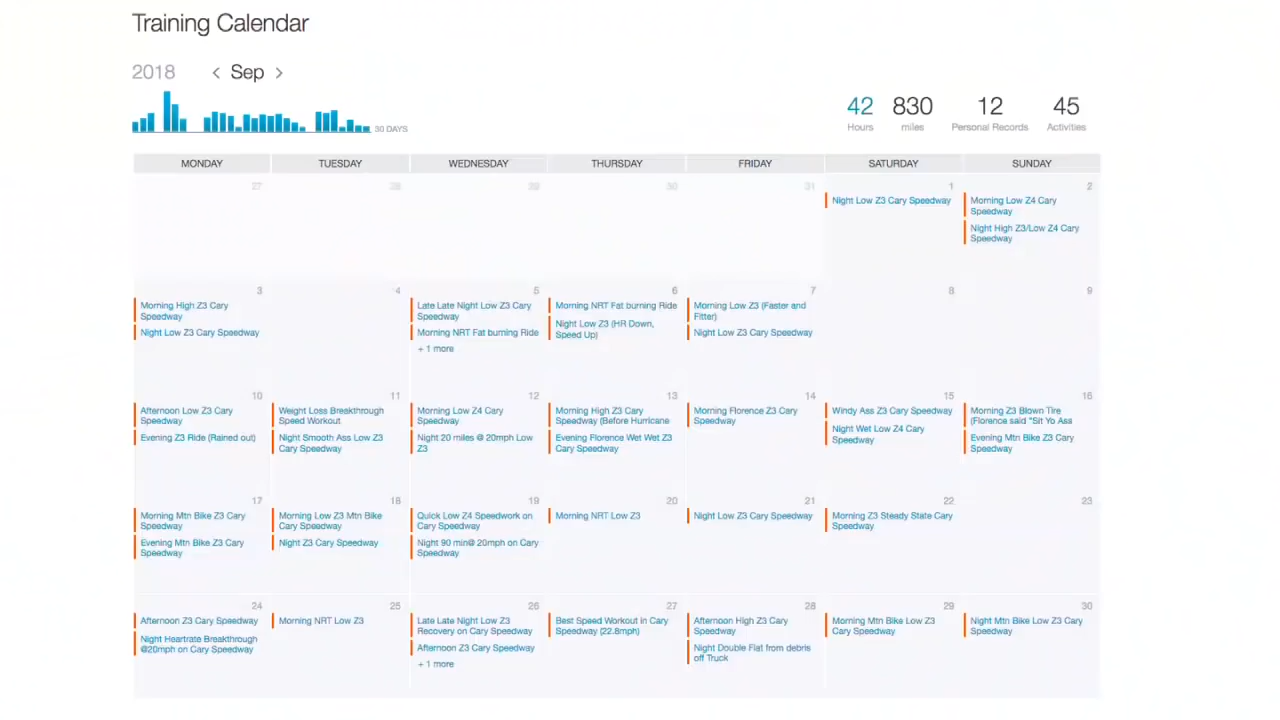 Training Calendar
2018 < Sep >
30 DAYS
42 830 12 45
Hours miles Personal Records Activities
MONDAY TUESDAY WEDNESDAY THURSDAY FRIDAY SATURDAY SUNDAY
27 28 29 30 31 1 2
Night Low Z3 Cary Speedway
Morning Low Z4 Cary
Speedway
Night High Z3/Low Z4 Cary
Speedway
3 4 5 6 7 8 9
Morning High Z3 Cary
Speedway
Night Low Z3 Cary Speedway
Late Late Night Low Z3 Cary
Speedway
Morning NRT Fat burning Ride
+ 1 more
Morning NRT Fat burning Ride
Night Low Z3 (HR Down,
Speed Up)
Morning Low Z3 (Faster and
Fitter)
Night Low Z3 Cary Speedway
10 11 12 13 14 15 16
Afternoon Low Z3 Cary
Speedway
Evening Z3 Ride (Rained out)
Weight Loss Breakthrough
Speed Workout
Night Smooth Ass Low Z3
Cary Speedway
Morning Low Z4 Cary
Speedway
Night 20 miles @ 20mph Low
Z3
Morning High Z3 Cary
Speedway (Before Hurricane
Evening Florence Wet Wet Z3
Cary Speedway
Morning Florence Z3 Cary
Speedway
Windy Ass Z3 Cary Speedway
Night Wet Low Z4 Cary
Speedway
Morning Z3 Blown Tire
(Florence said "Sit Yo Ass
Evening Mtn Bike Z3 Cary
Speedway
17 18 19 20 21 22 23
Morning Mtn Bike Z3 Cary
Speedway
Evening Mtn Bike Z3 Cary
Speedway
Morning Low Z3 Mtn Bike
Cary Speedway
Night Z3 Cary Speedway
Quick Low Z4 Speedwork on
Cary Speedway
Night 90 min@ 20mph on Cary
Speedway
Morning NRT Low Z3
Night Low Z3 Cary Speedway
Morning Z3 Steady State Cary
Speedway
24 25 26 27 28 29 30
Afternoon Z3 Cary Speedway
Night Heartrate Breakthrough
@20mph on Cary Speedway
Morning NRT Low Z3
Late Late Night Low Z3
Recovery on Cary Speedway
Afternoon Z3 Cary Speedway
+ 1 more
Best Speed Workout in Cary
Speedway (22.8mph)
Afternoon High Z3 Cary
Speedway
Night Double Flat from debris
off Truck
Morning Mtn Bike Low Z3
Cary Speedway
Night Mtn Bike Low Z3 Cary
Speedway